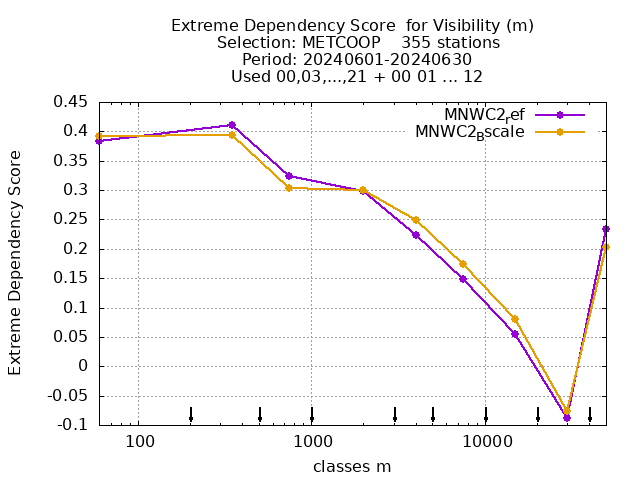 Extreme Dependency Score  for Visibility (m)
Selection: METCOOP    355 stations
Period: 20240601-20240630
Used 00,03,...,21 + 00 01 ... 12
MNWC2_ref
MNWC2_Bscale
Extreme Dependency Score
0.45
0.4
0.35
0.3
0.25
0.2
0.15
0.1
0.05
0
-0.05
-0.1
100
1000
10000
classes m